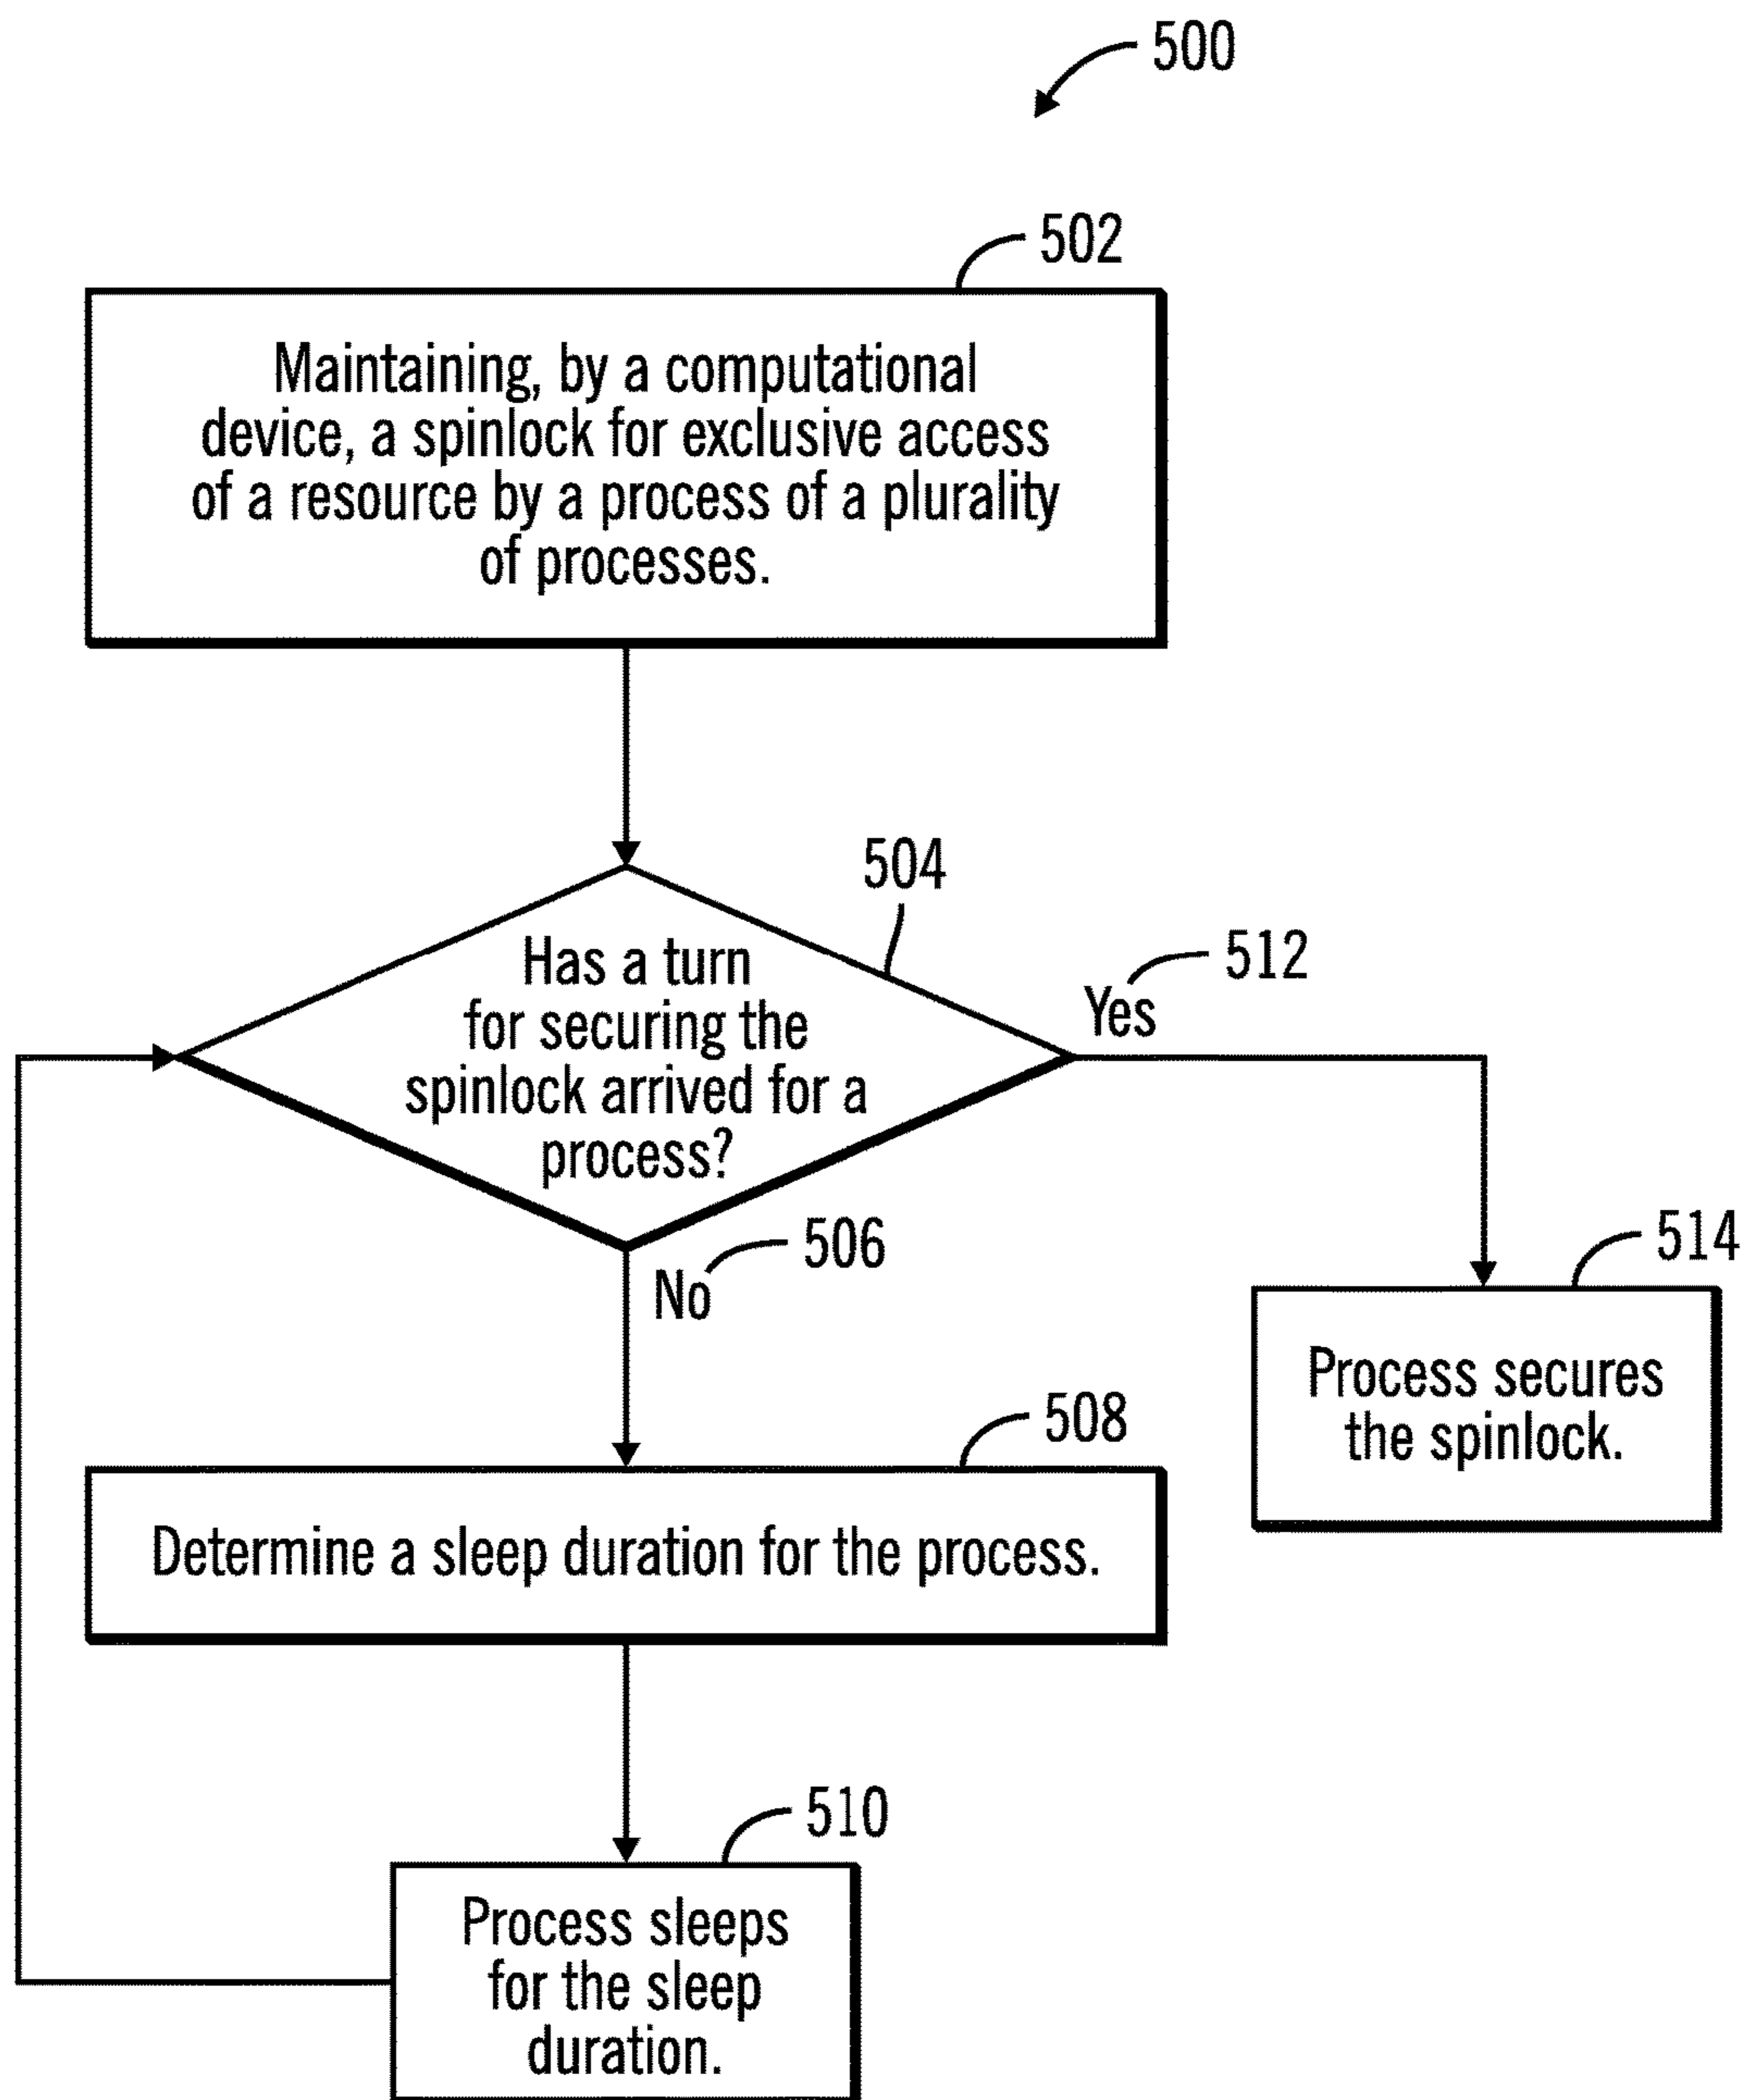 500
502
Maintaining, by a computational
device, a spinlock for exclusive access
of a resource by a process of a plurality
of processes.
504
Has a turn
for securing the
spinlock arrived for a
process?
512
Yes
506
No
514
Process secures
the spinlock.
508
Determine a sleep duration for the process.
510
Process sleeps
for the sleep
duration.